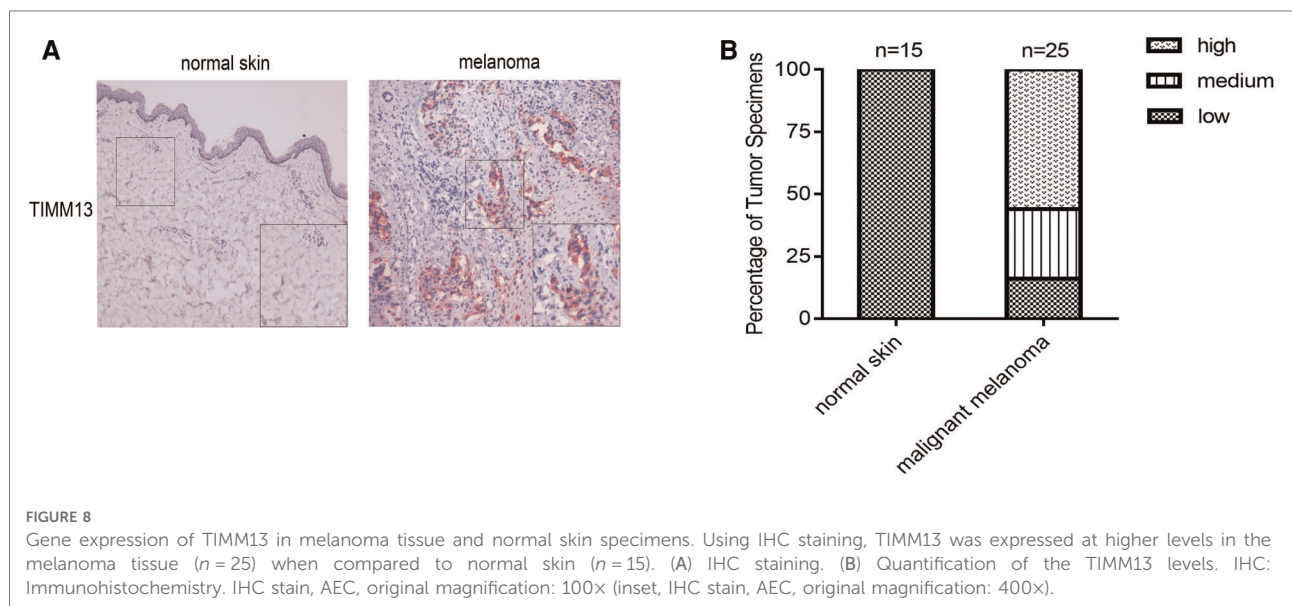 A
normal skin
melanoma
TIMM13
B
n=15
n=25
high
medium
low
Percentage of Tumor Specimens
100
75
50
25
0
normal skin
malignant melanoma
FIGURE 8
Gene expression of TIMM13 in melanoma tissue and normal skin specimens. Using IHC staining, TIMM13 was expressed at higher levels in the
melanoma tissue (n = 25) when compared to normal skin (n = 15). (A) IHC staining. (B) Quantification of the TIMM13 levels. IHC:
Immunohistochemistry. IHC stain, AEC, original magnification: 100× (inset, IHC stain, AEC, original magnification: 400×).